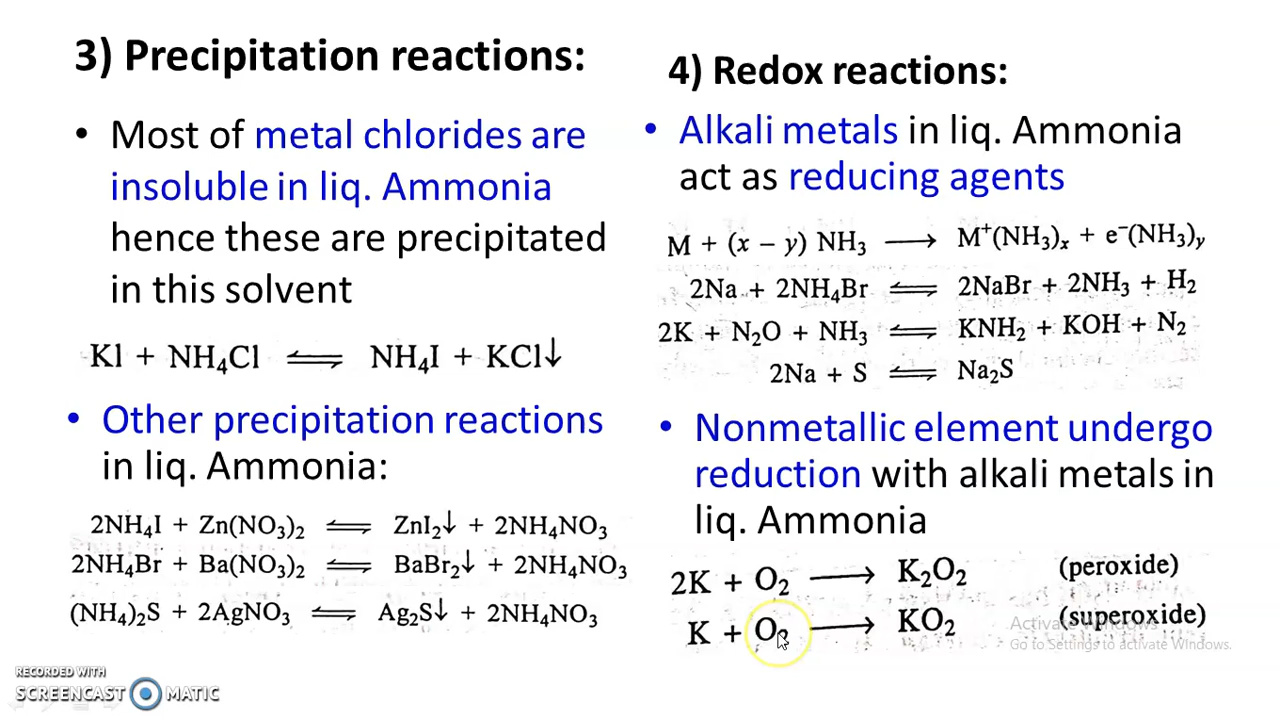 3) Precipitation reactions:
• Most of metal chlorides are
insoluble in liq. Ammonia
hence these are precipitated
in this solvent
KI + NH₄Cl ⇌ NH₄I + KCl↓
• Other precipitation reactions
in liq. Ammonia:
2NH₄I + Zn(NO₃)₂ ⇌ ZnI₂↓ + 2NH₄NO₃
2NH₄Br + Ba(NO₃)₂ ⇌ BaBr₂↓ + 2NH₄NO₃
(NH₄)₂S + 2AgNO₃ ⇌ Ag₂S↓ + 2NH₄NO₃
4) Redox reactions:
• Alkali metals in liq. Ammonia
act as reducing agents
M + (x − y) NH₃ ⟶ M⁺(NH₃)ₓ + e⁻(NH₃)ᵧ
2Na + 2NH₄Br ⇌ 2NaBr + 2NH₃ + H₂
2K + N₂O + NH₃ ⇌ KNH₂ + KOH + N₂
2Na + S ⇌ Na₂S
• Nonmetallic element undergo
reduction with alkali metals in
liq. Ammonia
2K + O₂ ⟶ K₂O₂ (peroxide)
K + O₂ ⟶ KO₂ (superoxide)
Activate Windows
Go to Settings to activate Windows.
RECORDED WITH
SCREENCAST MATIC